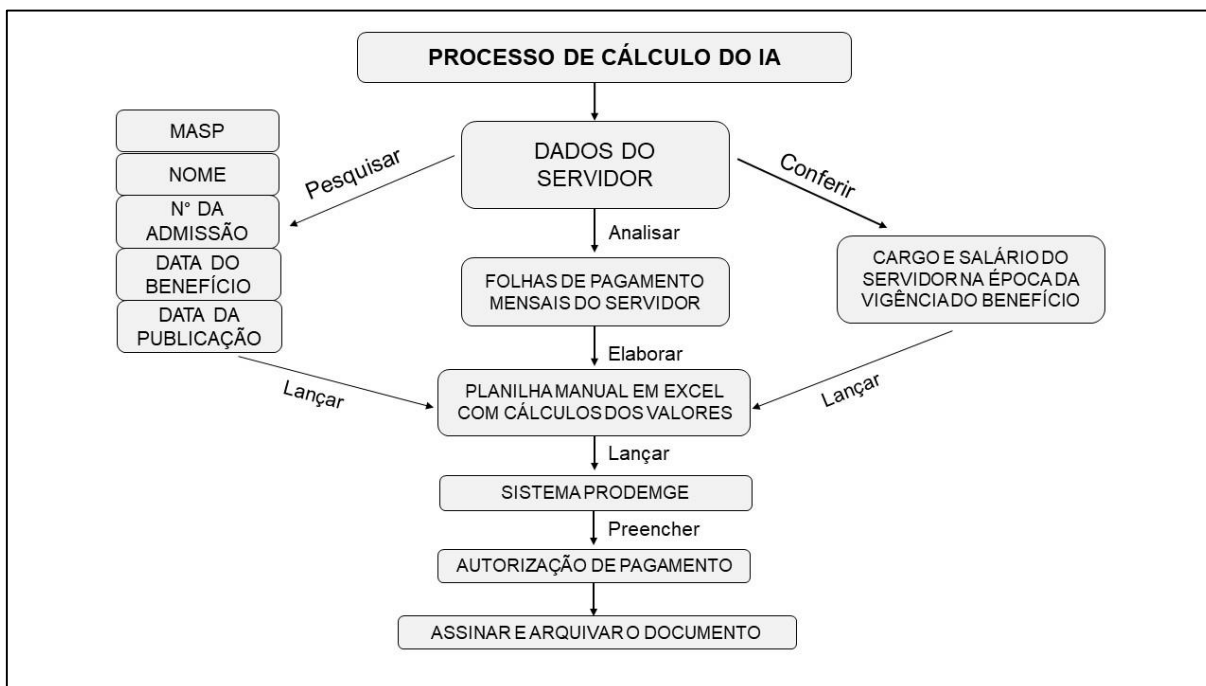 PROCESSO DE CÁLCULO DO IA
DADOS DO
SERVIDOR
Pesquisar
Conferir
MASP
NOME
N° DA
ADMISSÃO
DATA DO
BENEFÍCIO
DATA DA
PUBLICAÇÃO
Analisar
FOLHAS DE PAGAMENTO
MENSAIS DO SERVIDOR
CARGO E SALÁRIO DO
SERVIDOR NA ÉPOCA DA
VIGÊNCIA DO BENEFÍCIO
Elaborar
Lançar
Lançar
PLANILHA MANUAL EM EXCEL
COM CÁLCULOS DOS VALORES
Lançar
SISTEMA PRODEMGE
Preencher
AUTORIZAÇÃO DE PAGAMENTO
ASSINAR E ARQUIVAR O DOCUMENTO